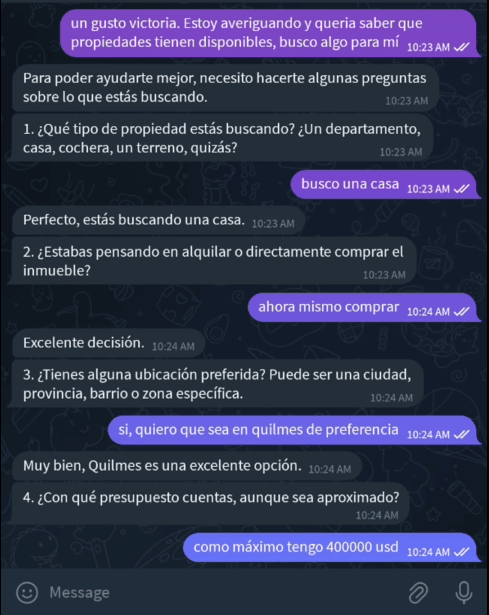 un gusto victoria. Estoy averiguando y queria saber que
propiedades tienen disponibles, busco algo para mí 10:23 AM
Para poder ayudarte mejor, necesito hacerte algunas preguntas
sobre lo que estás buscando.
10:23 AM
1. ¿Qué tipo de propiedad estás buscando? ¿Un departamento,
casa, cochera, un terreno, quizás?
10:23 AM
busco una casa 10:23 AM
Perfecto, estás buscando una casa. 10:23 AM
2. ¿Estabas pensando en alquilar o directamente comprar el
inmueble?
10:23 AM
ahora mismo comprar 10:24 AM
Excelente decisión. 10:24 AM
3. ¿Tienes alguna ubicación preferida? Puede ser una ciudad,
provincia, barrio o zona específica.
10:24 AM
si, quiero que sea en quilmes de preferencia 10:24 AM
Muy bien, Quilmes es una excelente opción. 10:24 AM
4. ¿Con qué presupuesto cuentas, aunque sea aproximado?
10:24 AM
como máximo tengo 400000 usd 10:24 AM
Message